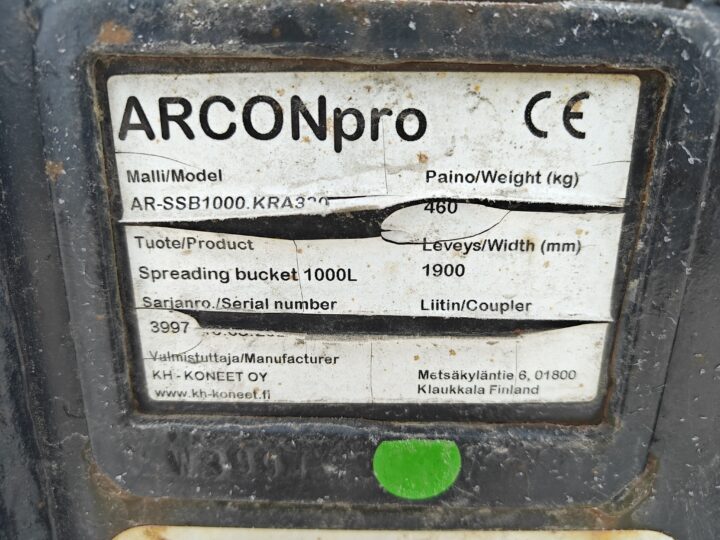 ARCONpro CE
Malli/Model Paino/Weight (kg)
460
Tuote/Product Leveys/Width (mm)
Spreading bucket 1000L 1900
Sarjanro./Serial number Liitin/Coupler
3997
Valmistuttaja/Manufacturer
KH - KONEET OY Metsäkyläntie 6, 01800
www.kh-koneet.fi Klaukkala Finland